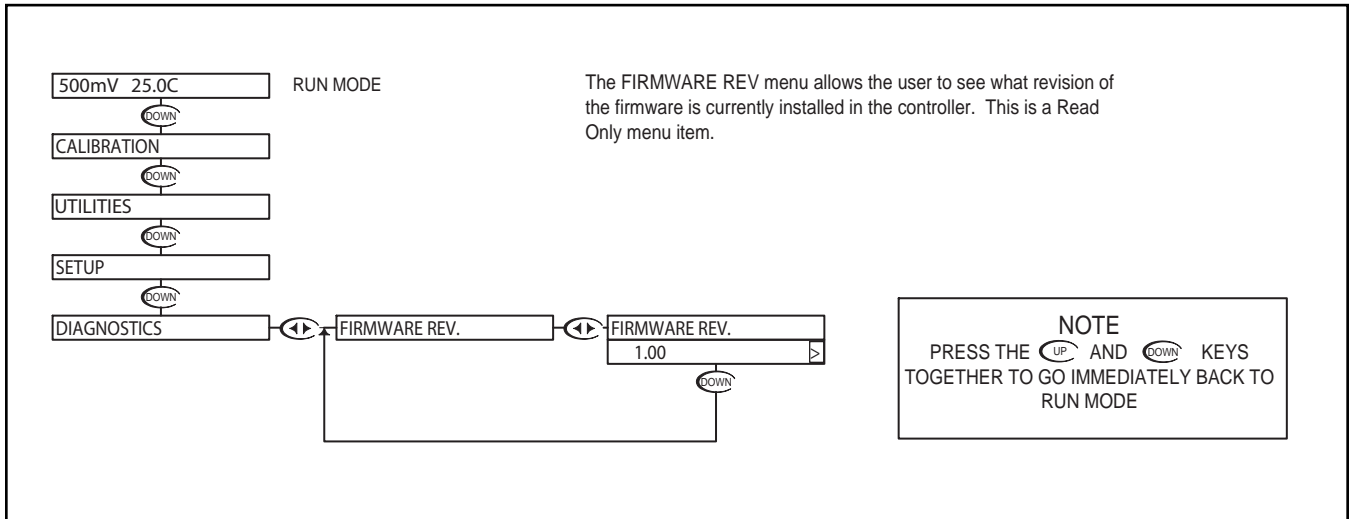 500mV 25.0C
RUN MODE
The FIRMWARE REV menu allows the user to see what revision of
the firmware is currently installed in the controller. This is a Read
Only menu item.
DOWN
CALIBRATION
DOWN
UTILITIES
DOWN
SETUP
DOWN
DIAGNOSTICS
FIRMWARE REV.
FIRMWARE REV.
1.00 >
DOWN
NOTE
PRESS THE UP AND DOWN KEYS
TOGETHER TO GO IMMEDIATELY BACK TO
RUN MODE